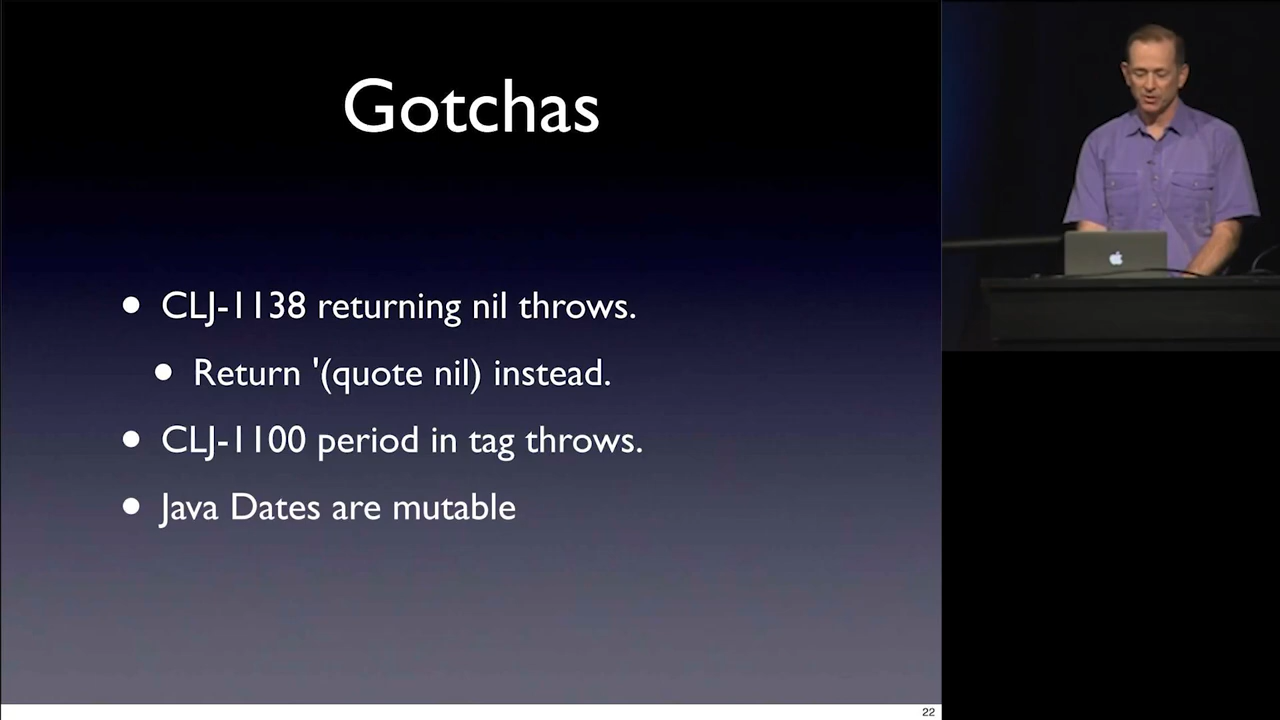 Gotchas
• CLJ-1138 returning nil throws.
• Return '(quote nil) instead.
• CLJ-1100 period in tag throws.
• Java Dates are mutable
22